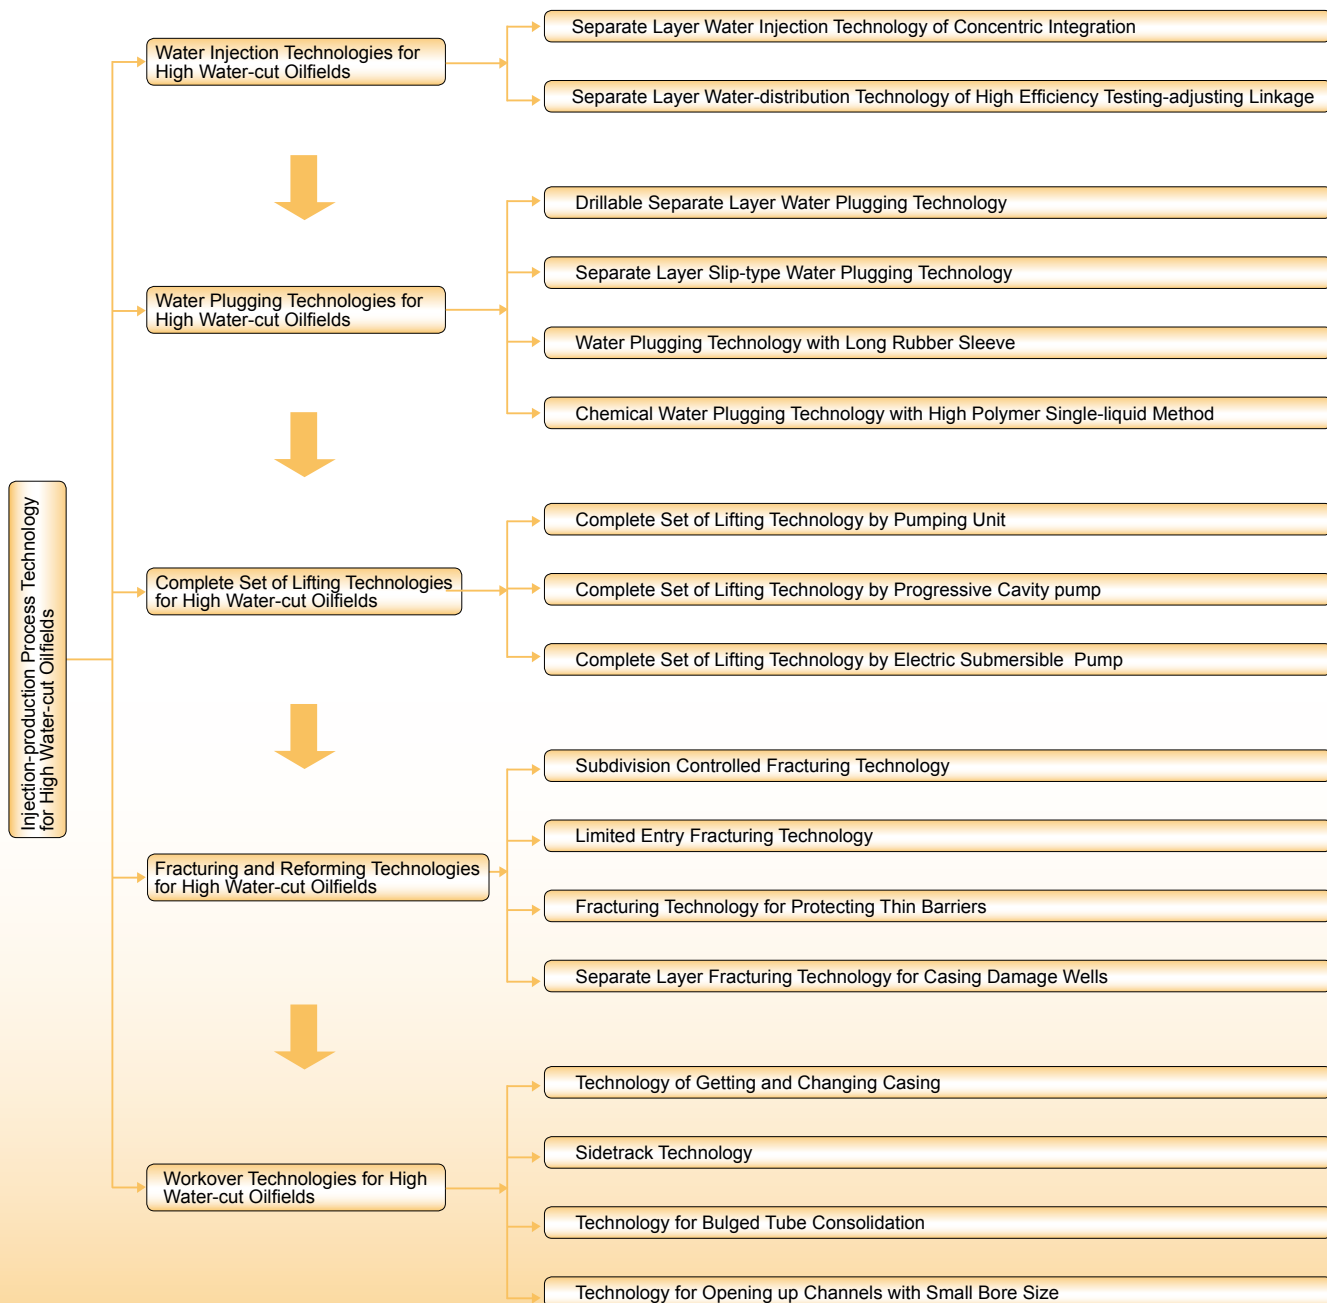 Injection-production Process Technology
for High Water-cut Oilfields
Water Injection Technologies for
High Water-cut Oilfields
Separate Layer Water Injection Technology of Concentric Integration
Separate Layer Water-distribution Technology of High Efficiency Testing-adjusting Linkage
Water Plugging Technologies for
High Water-cut Oilfields
Drillable Separate Layer Water Plugging Technology
Separate Layer Slip-type Water Plugging Technology
Water Plugging Technology with Long Rubber Sleeve
Chemical Water Plugging Technology with High Polymer Single-liquid Method
Complete Set of Lifting Technologies
for High Water-cut Oilfields
Complete Set of Lifting Technology by Pumping Unit
Complete Set of Lifting Technology by Progressive Cavity pump
Complete Set of Lifting Technology by Electric Submersible Pump
Fracturing and Reforming Technologies
for High Water-cut Oilfields
Subdivision Controlled Fracturing Technology
Limited Entry Fracturing Technology
Fracturing Technology for Protecting Thin Barriers
Separate Layer Fracturing Technology for Casing Damage Wells
Workover Technologies for High
Water-cut Oilfields
Technology of Getting and Changing Casing
Sidetrack Technology
Technology for Bulged Tube Consolidation
Technology for Opening up Channels with Small Bore Size